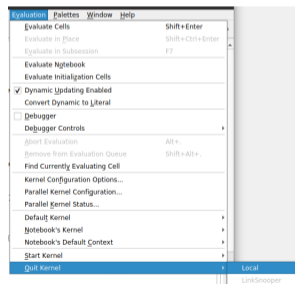 Evaluation Palettes Window Help
Evaluate Cells Shift+Enter
Evaluate in Place Shift+Ctrl+Enter
Evaluate in Subsession F7
Evaluate Notebook
Evaluate Initialization Cells
Dynamic Updating Enabled
Convert Dynamic to Literal
Debugger
Debugger Controls
Abort Evaluation Alt+.
Remove from Evaluation Queue Shift+Alt+.
Find Currently Evaluating Cell
Kernel Configuration Options...
Parallel Kernel Configuration...
Parallel Kernel Status...
Default Kernel
Notebook's Kernel
Notebook's Default Context
Start Kernel
Quit Kernel Local
LinkSnooper